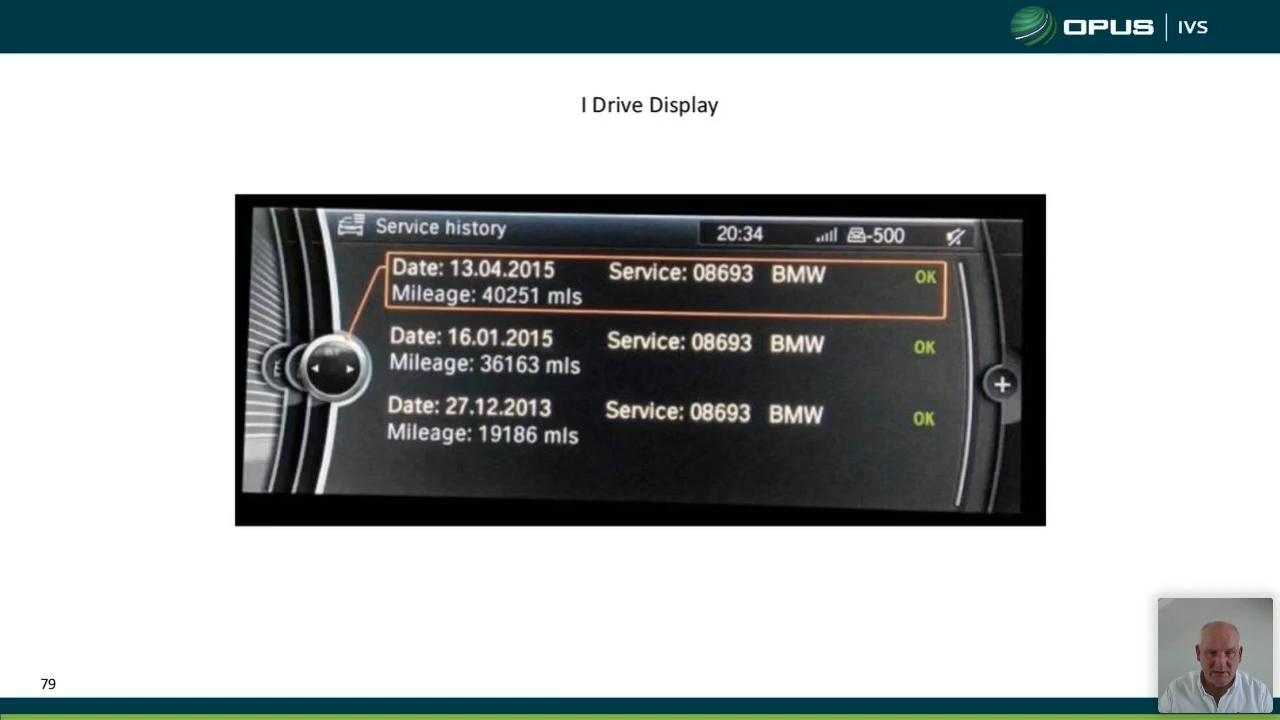 OPUS IVS
I Drive Display
Service history 20:34 -500
Date: 13.04.2015 Service: 08693 BMW OK
Mileage: 40251 mls
Date: 16.01.2015 Service: 08693 BMW OK
Mileage: 36163 mls
Date: 27.12.2013 Service: 08693 BMW OK
Mileage: 19186 mls
79